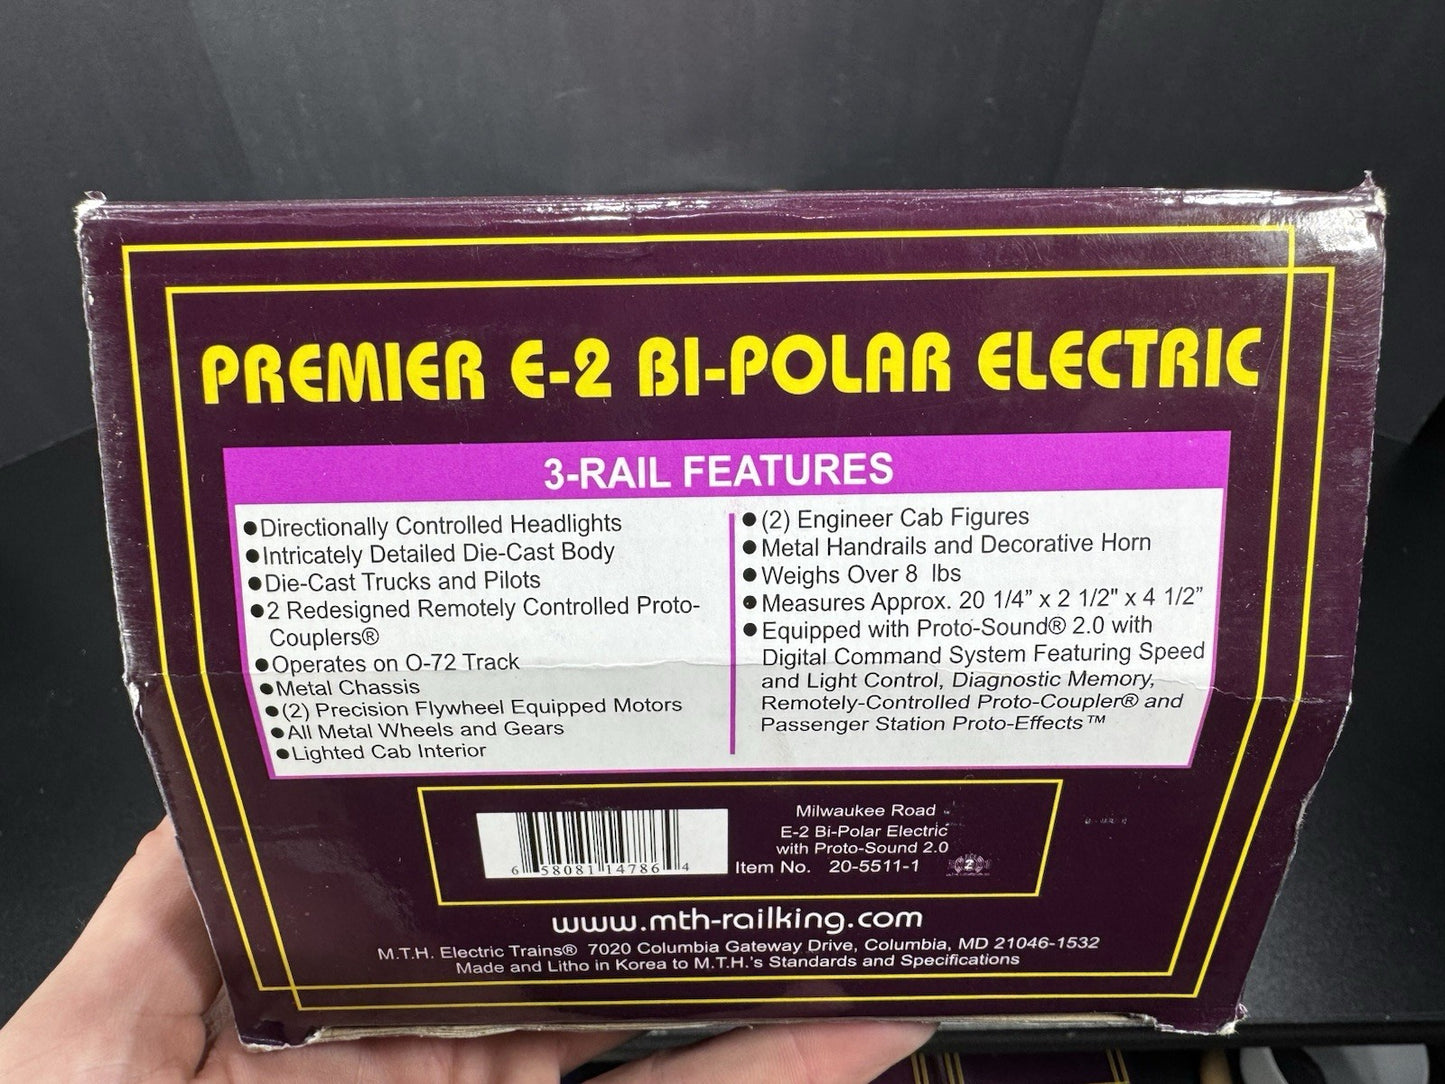 PREMIER E-2 BI-POLAR ELECTRIC
3-RAIL FEATURES
●Directionally Controlled Headlights
●Intricately Detailed Die-Cast Body
●Die-Cast Trucks and Pilots
●2 Redesigned Remotely Controlled Proto-
Couplers®
●Operates on O-72 Track
●Metal Chassis
●(2) Precision Flywheel Equipped Motors
●All Metal Wheels and Gears
●Lighted Cab Interior
●(2) Engineer Cab Figures
●Metal Handrails and Decorative Horn
●Weighs Over 8 lbs
●Measures Approx. 20 1/4” x 2 1/2" x 4 1/2”
●Equipped with Proto-Sound® 2.0 with
Digital Command System Featuring Speed
and Light Control, Diagnostic Memory,
Remotely-Controlled Proto-Coupler® and
Passenger Station Proto-Effects™
6 58081 14786 4
Milwaukee Road
E-2 Bi-Polar Electric
with Proto-Sound 2.0
Item No. 20-5511-1
2
www.mth-railking.com
M.T.H. Electric Trains® 7020 Columbia Gateway Drive, Columbia, MD 21046-1532
Made and Litho in Korea to M.T.H.'s Standards and Specifications